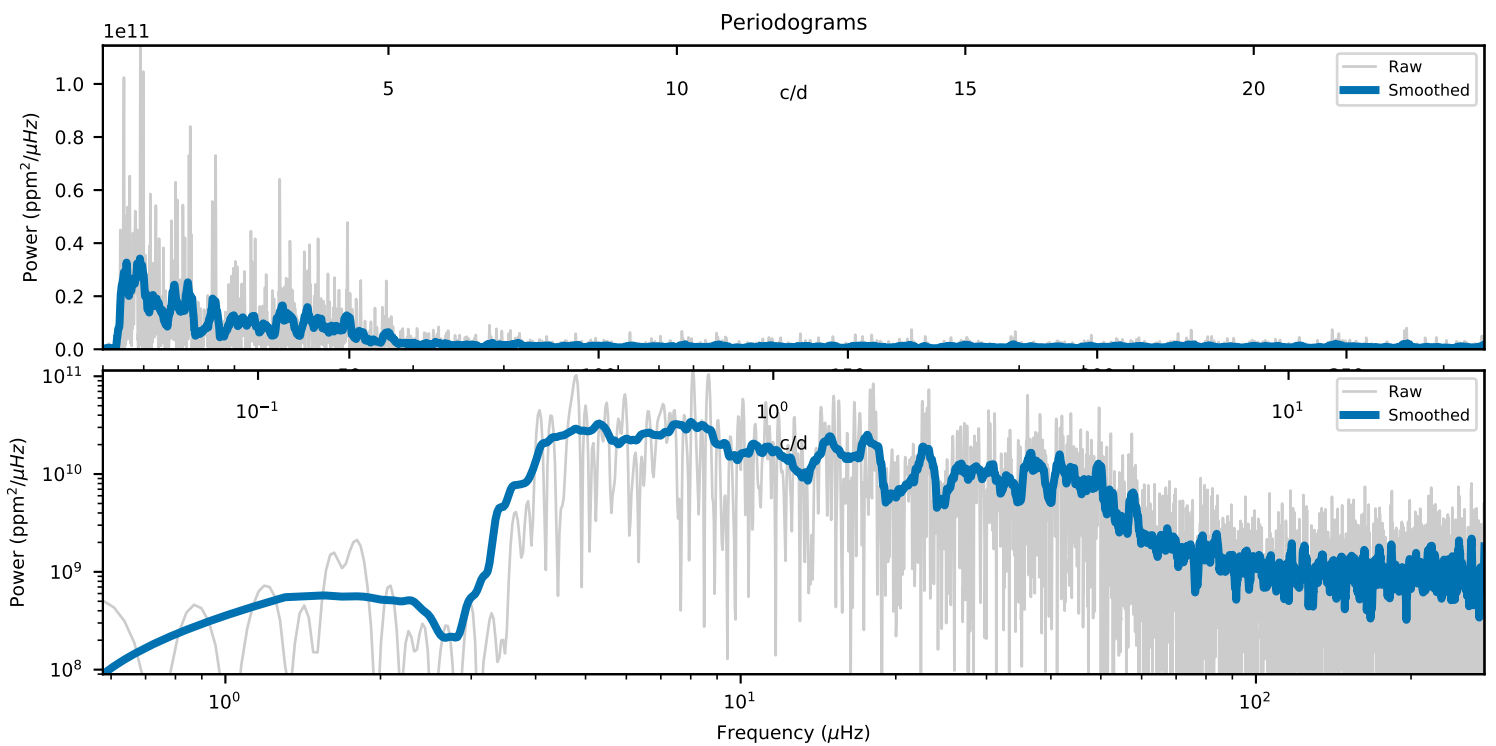 Periodograms
1e11
Power (ppm²/μHz)
1.0
0.8
0.6
0.4
0.2
0.0
5 10 15 20
c/d
Raw
Smoothed
Power (ppm²/μHz)
10¹¹
10¹⁰
10⁹
10⁸
10⁻¹ 10⁰ 10¹
c/d
Raw
Smoothed
10⁰ 10¹ 10²
Frequency (μHz)